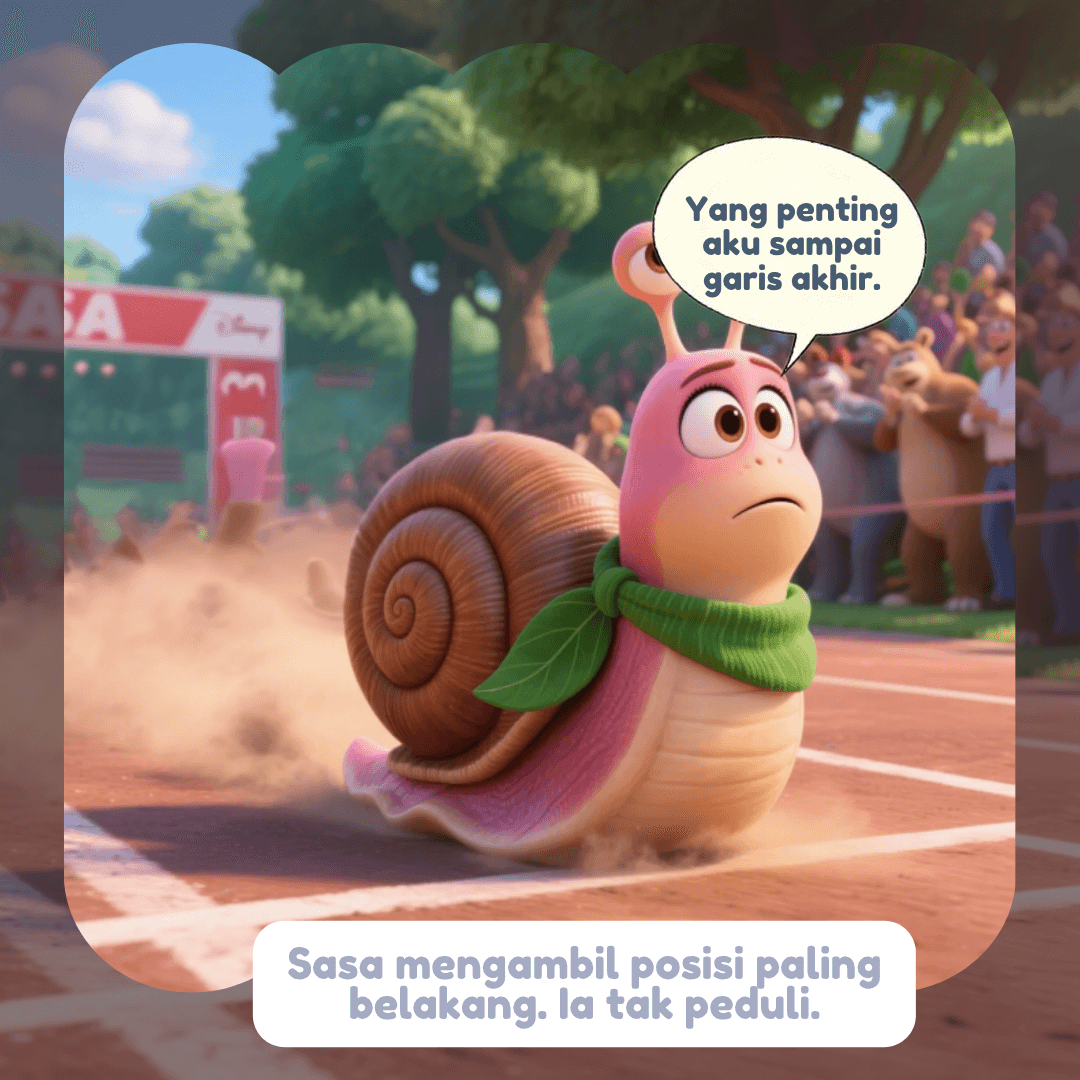 Yang penting
aku sampai
garis akhir.
SASA
Disney
Sasa mengambil posisi paling
belakang. Ia tak peduli.